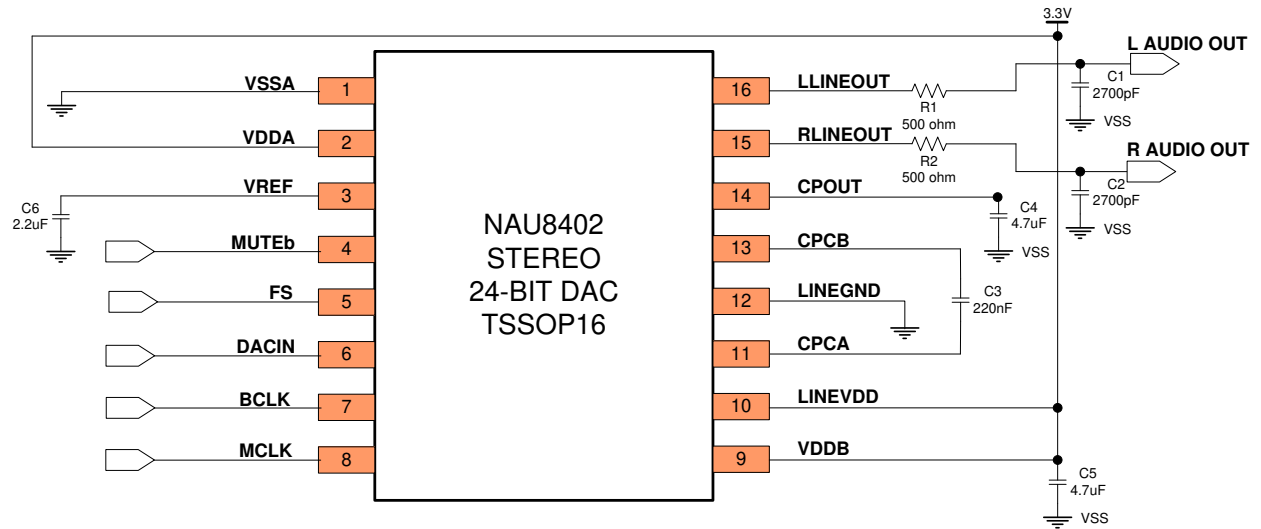 3.3V
L AUDIO OUT
VSSA
1
16
LLINEOUT
R1
500 ohm
C1
2700pF
VSS
VDDA
2
15
RLINEOUT
R2
500 ohm
R AUDIO OUT
C2
2700pF
VSS
VREF
3
14
CPOUT
C4
4.7uF
VSS
C6
2.2uF
NAU8402
STEREO
24-BIT DAC
TSSOP16
MUTEb
4
13
CPCB
FS
5
12
LINEGND
C3
220nF
DACIN
6
11
CPCA
BCLK
7
10
LINEVDD
MCLK
8
9
VDDB
C5
4.7uF
VSS